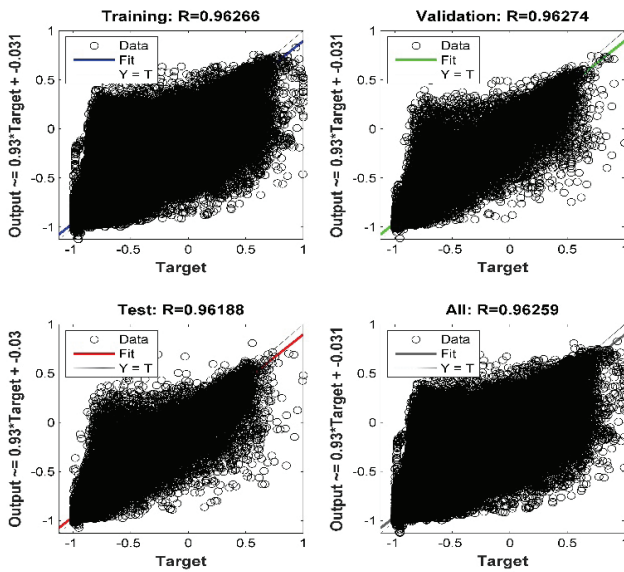 Training: R=0.96266
Output ~= 0.93*Target + -0.031
1
0.5
0
-0.5
-1
Data
Fit
Y = T
-1
-0.5
0
0.5
1
Target
Validation: R=0.96274
Output ~= 0.93*Target + -0.031
1
0.5
0
-0.5
-1
Data
Fit
Y = T
-1
-0.5
0
0.5
1
Target
Test: R=0.96188
Output ~= 0.93*Target + -0.03
1
0.5
0
-0.5
-1
Data
Fit
Y = T
-1
-0.5
0
0.5
1
Target
All: R=0.96259
Output ~= 0.93*Target + -0.031
1
0.5
0
-0.5
-1
Data
Fit
Y = T
-1
-0.5
0
0.5
1
Target